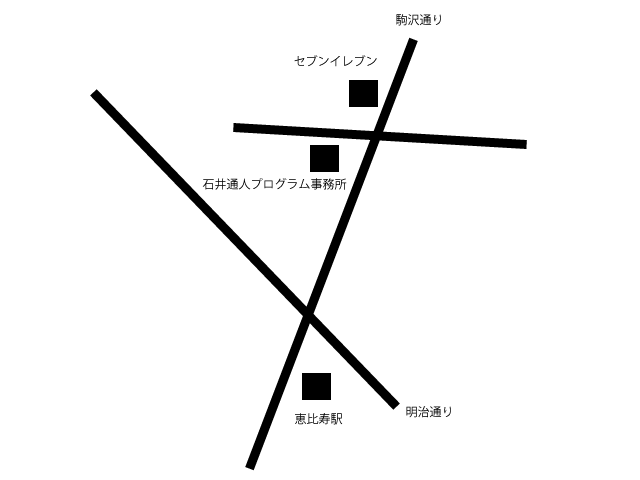 駒沢通り
セブンイレブン
石井通人プログラム事務所
明治通り
恵比寿駅